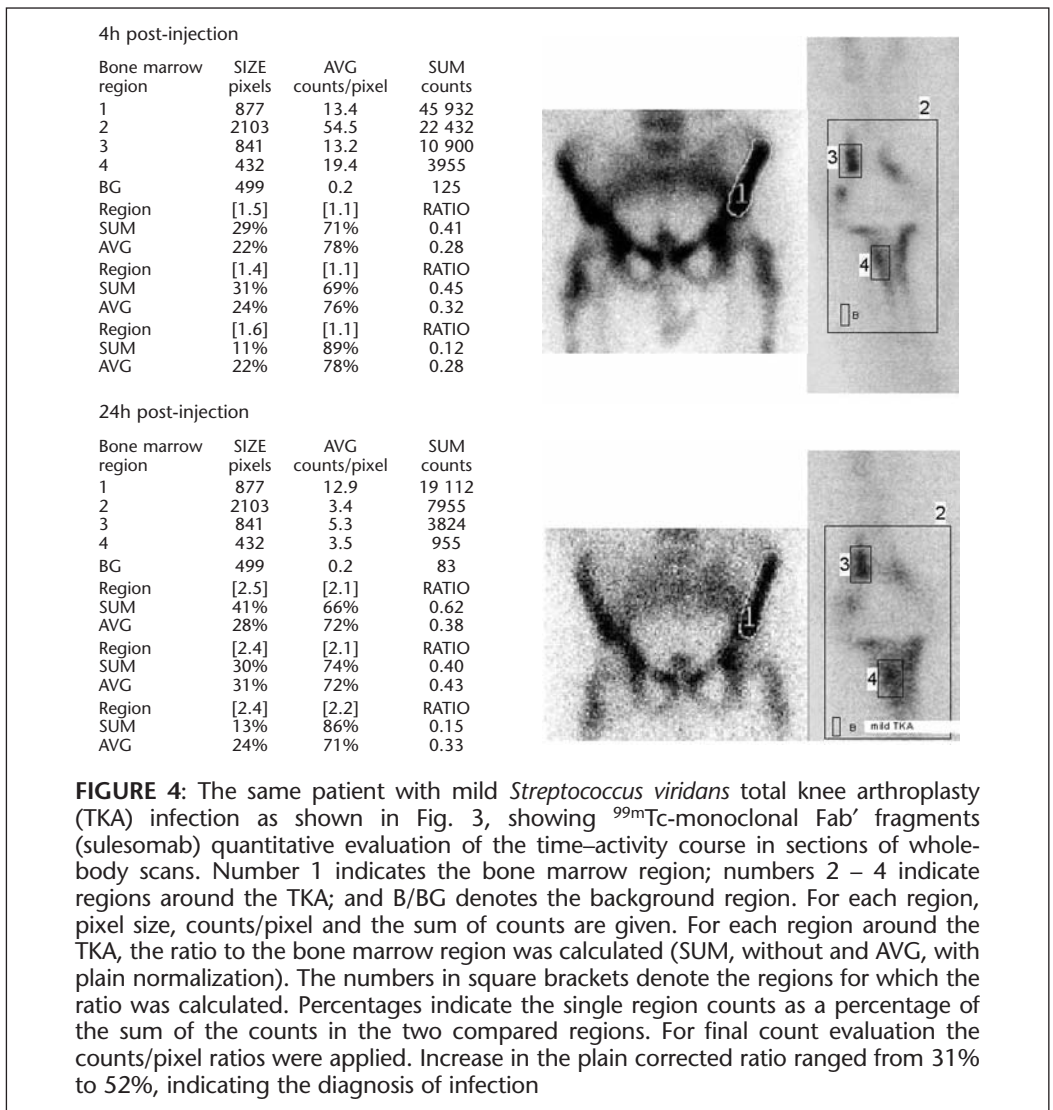 4h post-injection
Bone marrow SIZE AVG SUM
region pixels counts/pixel counts
1 877 13.4 45 932
2 2103 54.5 22 432
3 841 13.2 10 900
4 432 19.4 3955
BG 499 0.2 125
Region [1.5] [1.1] RATIO
SUM 29% 71% 0.41
AVG 22% 78% 0.28
Region [1.4] [1.1] RATIO
SUM 31% 69% 0.45
AVG 24% 76% 0.32
Region [1.6] [1.1] RATIO
SUM 11% 89% 0.12
AVG 22% 78% 0.28
1
2
3
4
B
24h post-injection
Bone marrow SIZE AVG SUM
region pixels counts/pixel counts
1 877 12.9 19 112
2 2103 3.4 7955
3 841 5.3 3824
4 432 3.5 955
BG 499 0.2 83
Region [2.5] [2.1] RATIO
SUM 41% 66% 0.62
AVG 28% 72% 0.38
Region [2.4] [2.1] RATIO
SUM 30% 74% 0.40
AVG 31% 72% 0.43
Region [2.4] [2.2] RATIO
SUM 13% 86% 0.15
AVG 24% 71% 0.33
1
2
3
4
B mild TKA
FIGURE 4: The same patient with mild Streptococcus viridans total knee arthroplasty
(TKA) infection as shown in Fig. 3, showing ⁹⁹ᵐTc-monoclonal Fab′ fragments
(sulesomab) quantitative evaluation of the time–activity course in sections of whole-
body scans. Number 1 indicates the bone marrow region; numbers 2 – 4 indicate
regions around the TKA; and B/BG denotes the background region. For each region,
pixel size, counts/pixel and the sum of counts are given. For each region around the
TKA, the ratio to the bone marrow region was calculated (SUM, without and AVG, with
plain normalization). The numbers in square brackets denote the regions for which the
ratio was calculated. Percentages indicate the single region counts as a percentage of
the sum of the counts in the two compared regions. For final count evaluation the
counts/pixel ratios were applied. Increase in the plain corrected ratio ranged from 31%
to 52%, indicating the diagnosis of infection